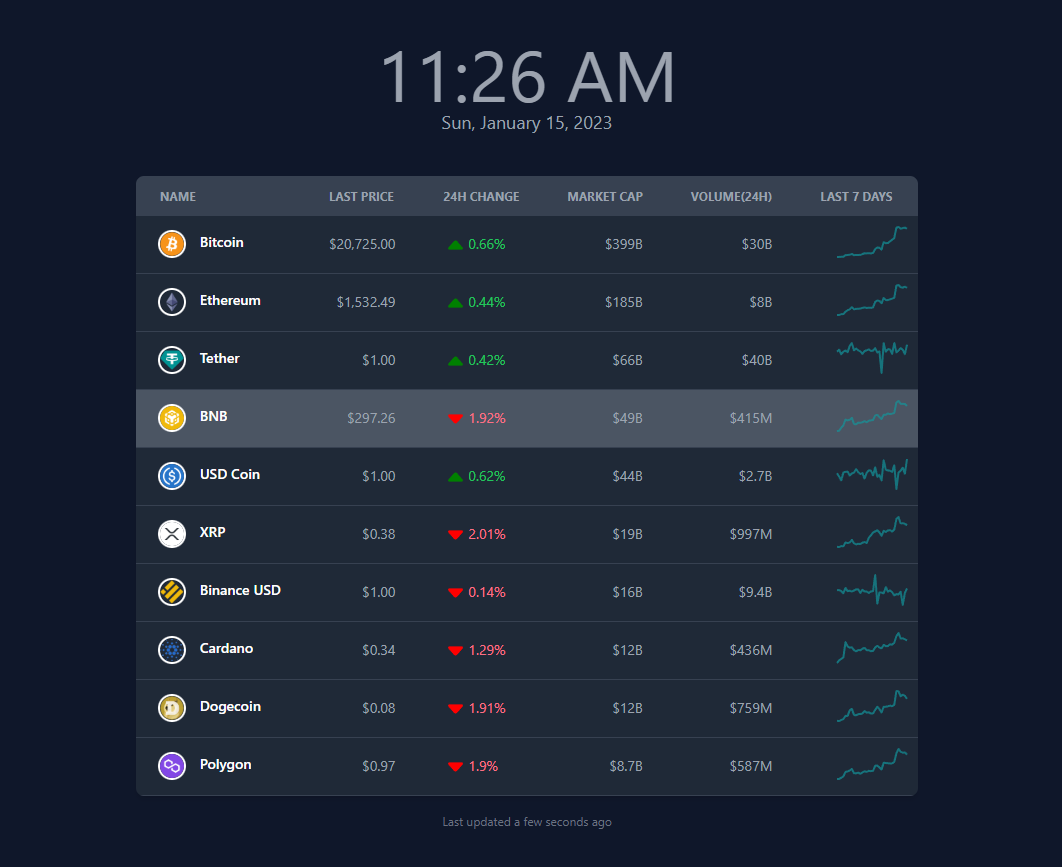 11:26 AM
Sun, January 15, 2023
NAME LAST PRICE 24H CHANGE MARKET CAP VOLUME(24H) LAST 7 DAYS
Bitcoin $20,725.00 0.66% $399B $30B
Ethereum $1,532.49 0.44% $185B $8B
Tether $1.00 0.42% $66B $40B
BNB $297.26 1.92% $49B $415M
USD Coin $1.00 0.62% $44B $2.7B
XRP $0.38 2.01% $19B $997M
Binance USD $1.00 0.14% $16B $9.4B
Cardano $0.34 1.29% $12B $436M
Dogecoin $0.08 1.91% $12B $759M
Polygon $0.97 1.9% $8.7B $587M
Last updated a few seconds ago